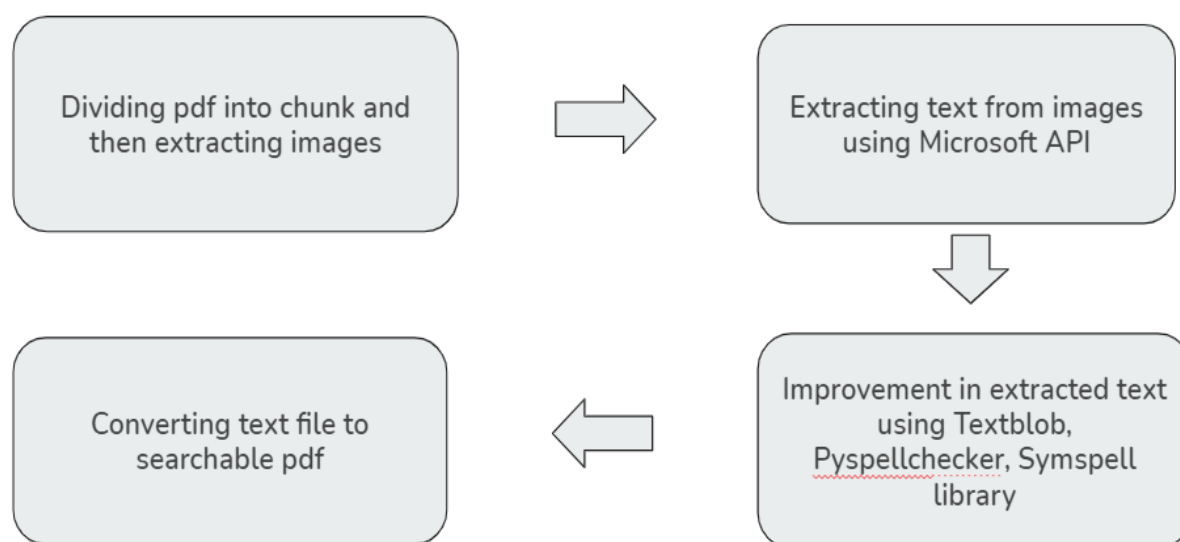 Dividing pdf into chunk and
then extracting images
Extracting text from images
using Microsoft API
Improvement in extracted text
using Textblob,
Pyspellchecker, Symspell
library
Converting text file to
searchable pdf